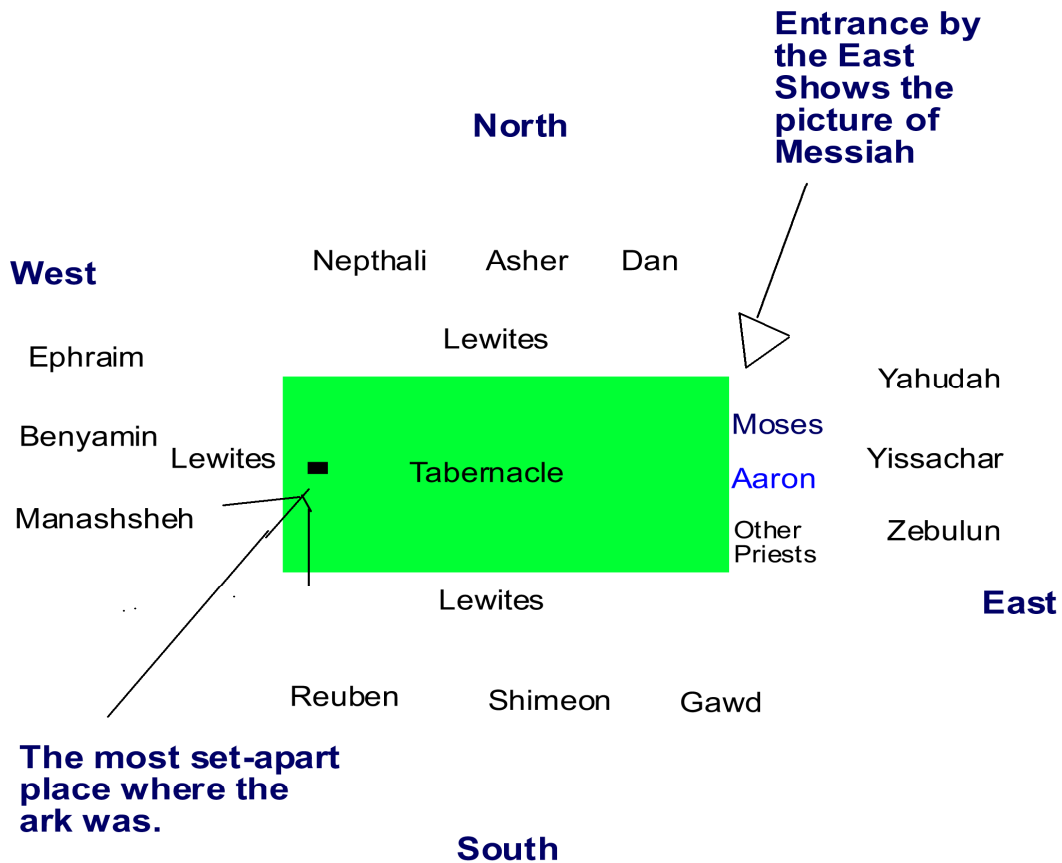 Entrance by
the East
Shows the
picture of
Messiah
North
West
Nepthali Asher Dan
Lewites
Ephraim
Yahudah
Moses
Benyamin
Lewites
Tabernacle
Yissachar
Aaron
Manashsheh
Other
Priests
Zebulun
Lewites
East
Reuben Shimeon Gawd
The most set-apart
place where the
ark was.
South